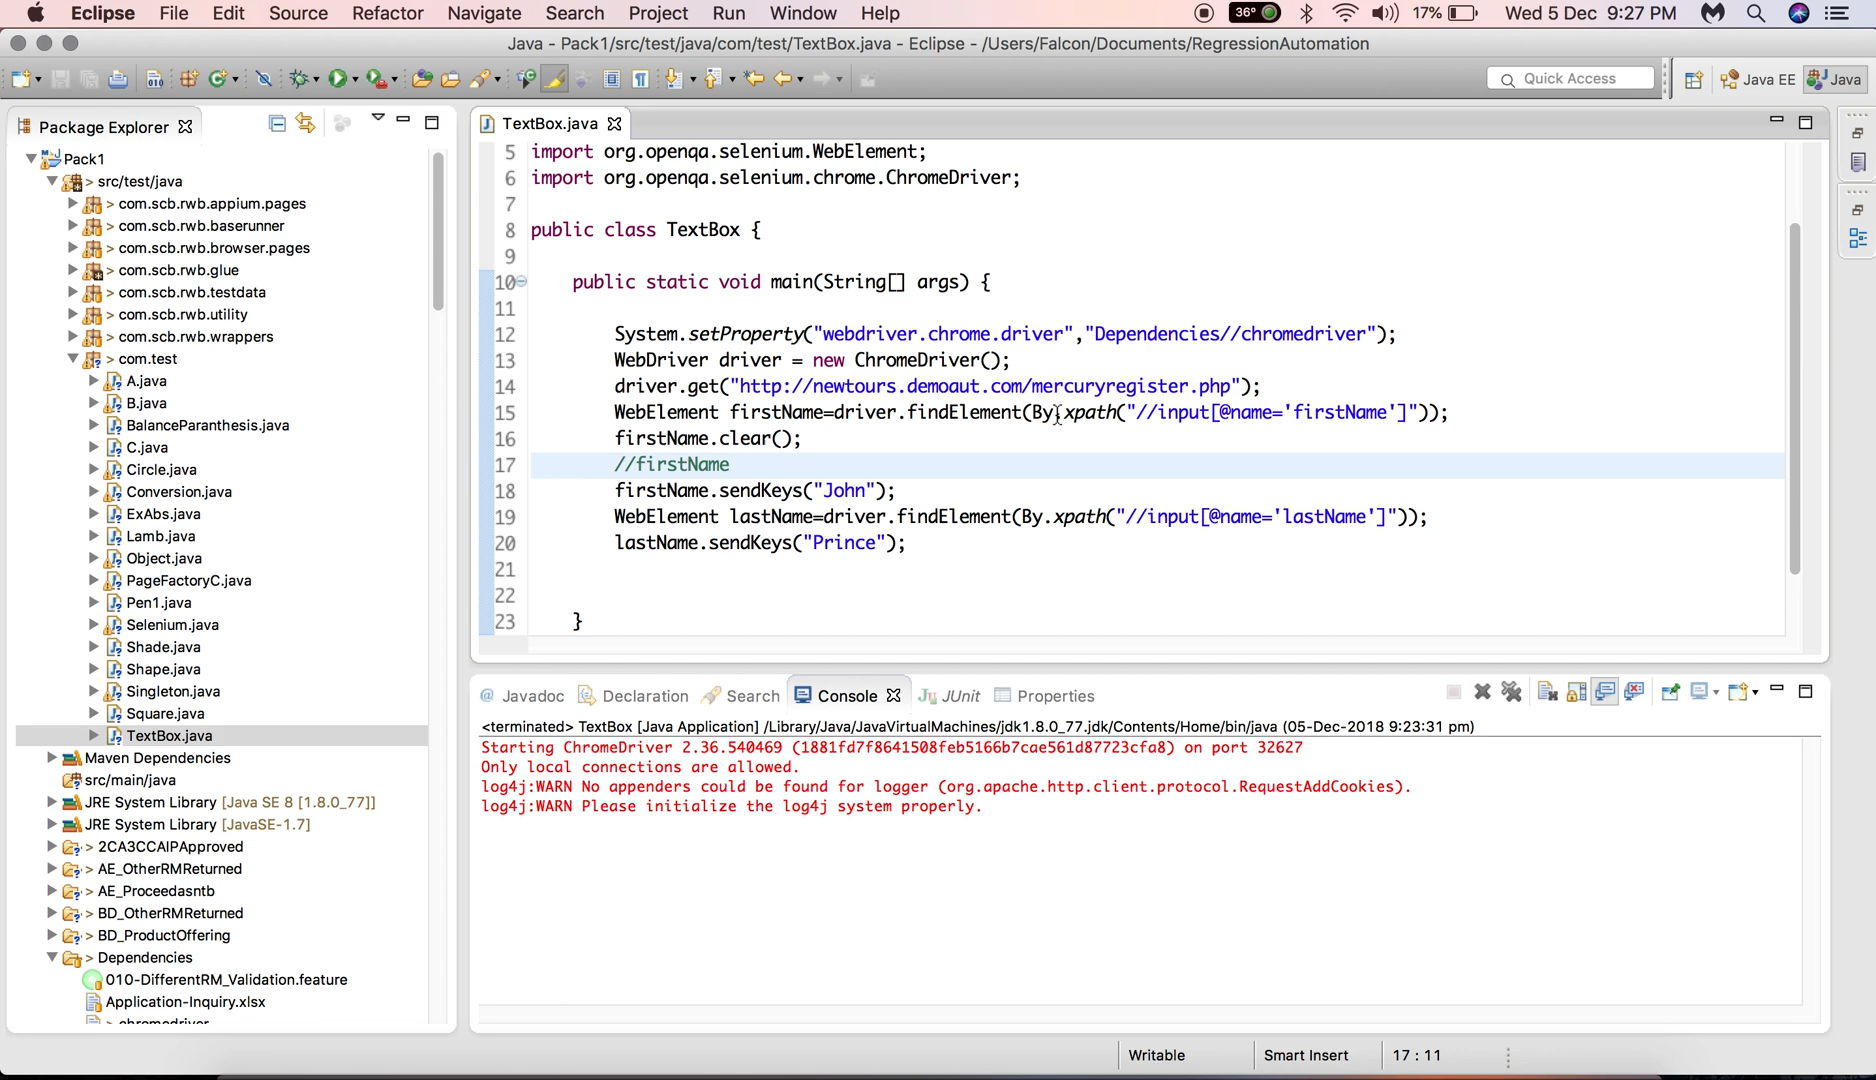 Eclipse File Edit Source Refactor Navigate Search Project Run Window Help 36° 17% Wed 5 Dec 9:27 PM
Java - Pack1/src/test/java/com/test/TextBox.java - Eclipse - /Users/Falcon/Documents/RegressionAutomation
Quick Access Java EE Java
Package Explorer
Pack1
> src/test/java
> com.scb.rwb.appium.pages
> com.scb.rwb.baserunner
> com.scb.rwb.browser.pages
> com.scb.rwb.glue
> com.scb.rwb.testdata
> com.scb.rwb.utility
> com.scb.rwb.wrappers
> com.test
A.java
B.java
BalanceParanthesis.java
C.java
Circle.java
Conversion.java
ExAbs.java
Lamb.java
Object.java
PageFactoryC.java
Pen1.java
Selenium.java
Shade.java
Shape.java
Singleton.java
Square.java
TextBox.java
Maven Dependencies
src/main/java
JRE System Library [Java SE 8 [1.8.0_77]]
JRE System Library [JavaSE-1.7]
> 2CA3CCAIPApproved
> AE_OtherRMReturned
> AE_Proceedasntb
> BD_OtherRMReturned
> BD_ProductOffering
> Dependencies
010-DifferentRM_Validation.feature
Application-Inquiry.xlsx
> chromedriver
TextBox.java
5 import org.openqa.selenium.WebElement;
6 import org.openqa.selenium.chrome.ChromeDriver;
7
8 public class TextBox {
9
10 public static void main(String[] args) {
11
12 System.setProperty("webdriver.chrome.driver","Dependencies//chromedriver");
13 WebDriver driver = new ChromeDriver();
14 driver.get("http://newtours.demoaut.com/mercuryregister.php");
15 WebElement firstName=driver.findElement(By.xpath("//input[@name='firstName']"));
16 firstName.clear();
17 //firstName
18 firstName.sendKeys("John");
19 WebElement lastName=driver.findElement(By.xpath("//input[@name='lastName']"));
20 lastName.sendKeys("Prince");
21
22
23 }
@ Javadoc Declaration Search Console JUnit Properties
<terminated> TextBox [Java Application] /Library/Java/JavaVirtualMachines/jdk1.8.0_77.jdk/Contents/Home/bin/java (05-Dec-2018 9:23:31 pm)
Starting ChromeDriver 2.36.540469 (1881fd7f8641508feb5166b7cae561d87723cfa8) on port 32627
Only local connections are allowed.
log4j:WARN No appenders could be found for logger (org.apache.http.client.protocol.RequestAddCookies).
log4j:WARN Please initialize the log4j system properly.
Writable Smart Insert 17 : 11